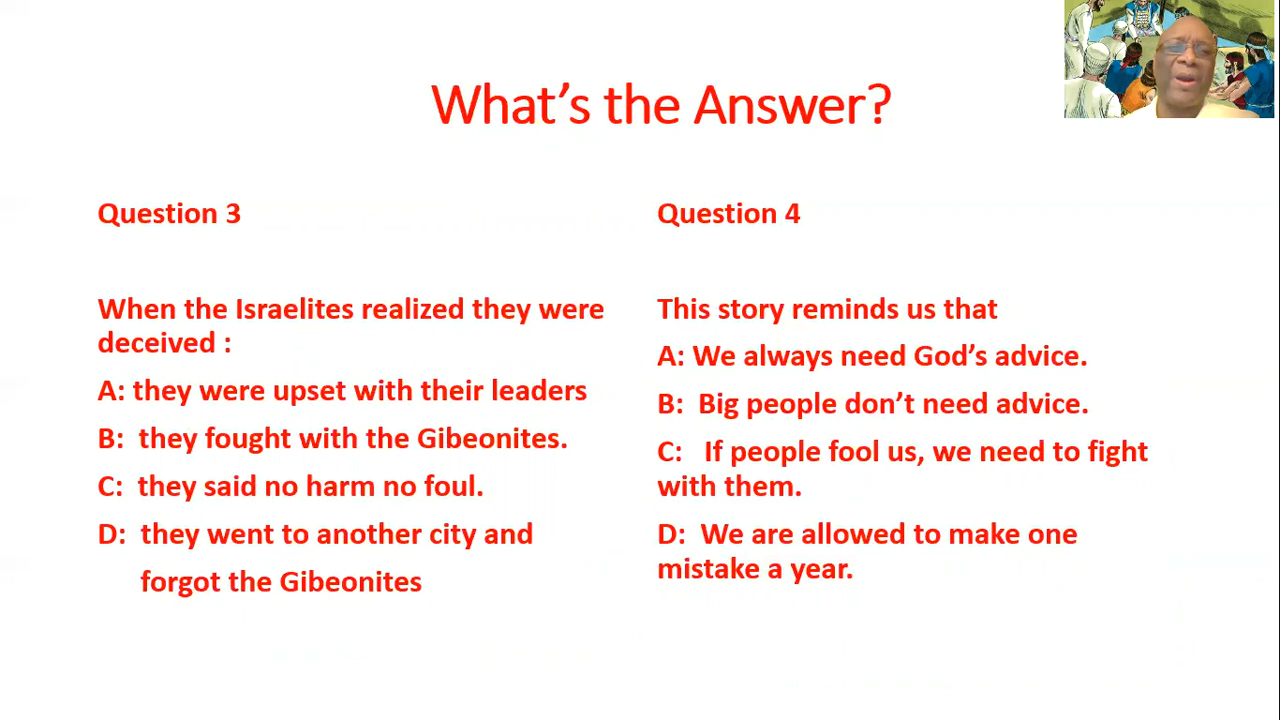 What's the Answer?
Question 3
When the Israelites realized they were
deceived :
A: they were upset with their leaders
B:  they fought with the Gibeonites.
C:  they said no harm no foul.
D:  they went to another city and
forgot the Gibeonites
Question 4
This story reminds us that
A: We always need God's advice.
B:  Big people don't need advice.
C:   If people fool us, we need to fight
with them.
D:  We are allowed to make one
mistake a year.